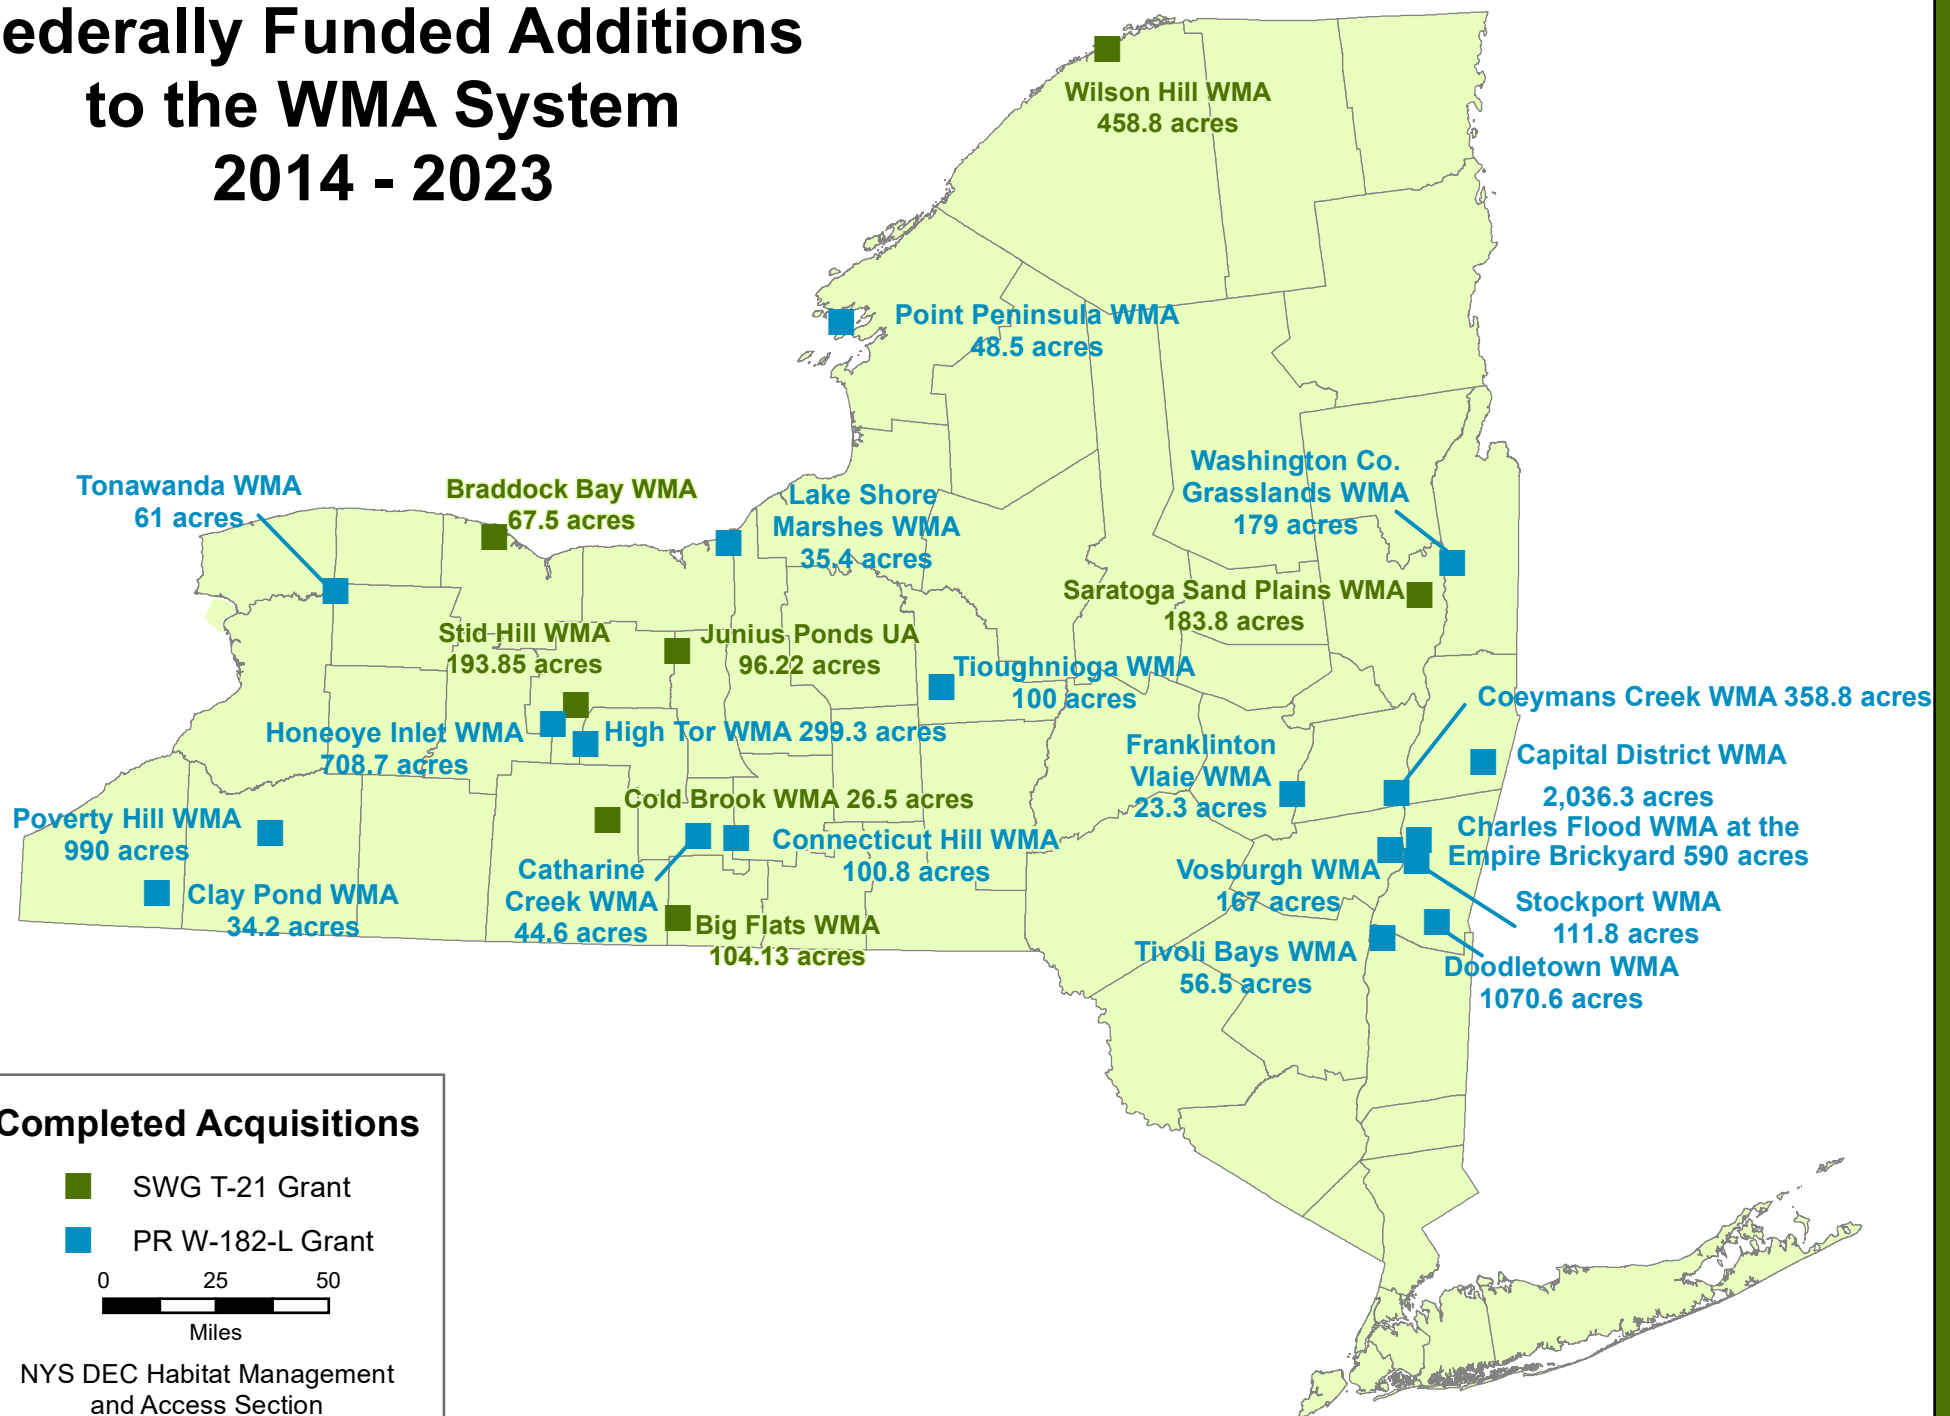 ederally Funded Additions
to the WMA System
2014 - 2023
Wilson Hill WMA
458.8 acres
Point Peninsula WMA
48.5 acres
Washington Co.
Grasslands WMA
179 acres
Tonawanda WMA
61 acres
Braddock Bay WMA
67.5 acres
Lake Shore
Marshes WMA
35.4 acres
Saratoga Sand Plains WMA
183.8 acres
Stid Hill WMA
193.85 acres
Junius Ponds UA
96.22 acres
Tioughnioga WMA
100 acres
Coeymans Creek WMA 358.8 acres
Honeoye Inlet WMA
708.7 acres
High Tor WMA 299.3 acres
Franklinton
Vlaie WMA
23.3 acres
Capital District WMA
2,036.3 acres
Poverty Hill WMA
990 acres
Cold Brook WMA 26.5 acres
Connecticut Hill WMA
100.8 acres
Charles Flood WMA at the
Empire Brickyard 590 acres
Vosburgh WMA
167 acres
Catharine
Creek WMA
44.6 acres
Clay Pond WMA
34.2 acres
Big Flats WMA
104.13 acres
Stockport WMA
111.8 acres
Tivoli Bays WMA
56.5 acres
Doodletown WMA
1070.6 acres
Completed Acquisitions
SWG T-21 Grant
PR W-182-L Grant
0 25 50
Miles
NYS DEC Habitat Management
and Access Section